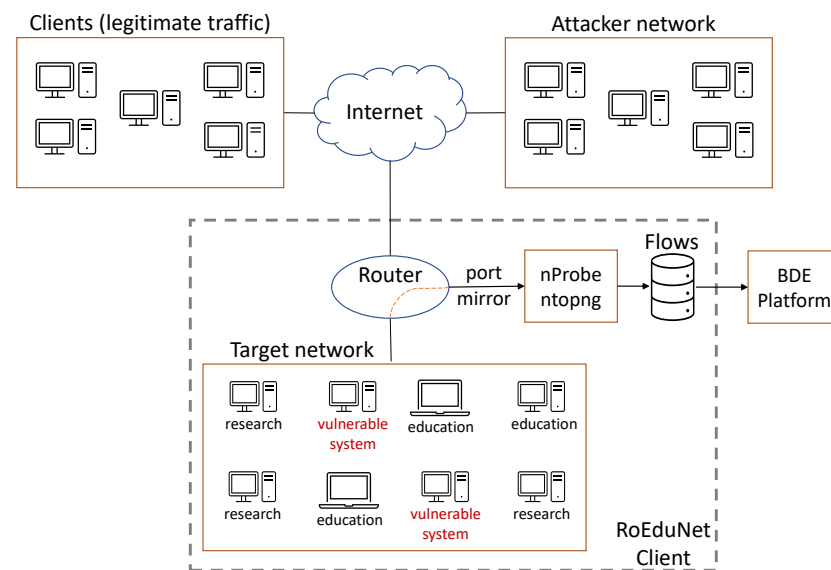 Clients (legitimate traffic)
Attacker network
Internet
Flows
Router
port
mirror
nProbe
ntopng
BDE
Platform
Target network
research
vulnerable
system
education
education
research
education
vulnerable
system
research
RoEduNet
Client